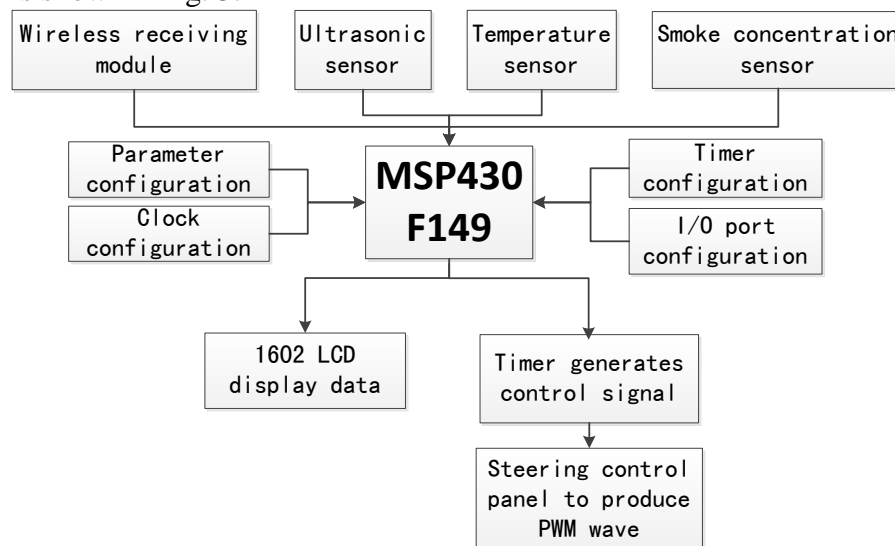 Wireless receiving
module
Ultrasonic
sensor
Temperature
sensor
Smoke concentration
sensor
Parameter
configuration
Clock
configuration
MSP430
F149
Timer
configuration
I/O port
configuration
1602 LCD
display data
Timer generates
control signal
Steering control
panel to produce
PWM wave